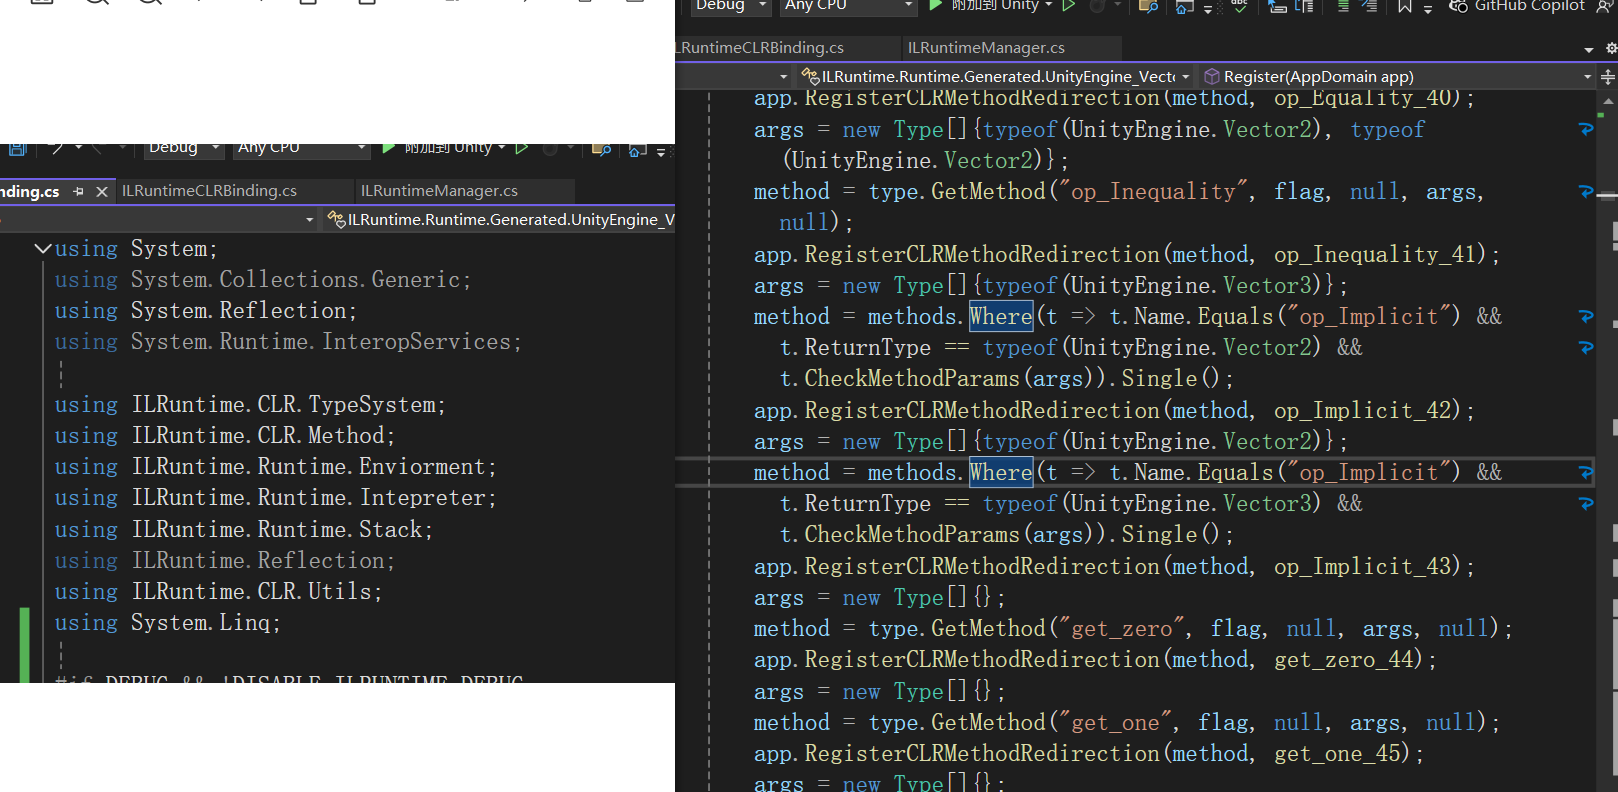 Debug
Any CPU
附加到 Unity
nding.cs
ILRuntimeCLRBinding.cs
ILRuntimeManager.cs
ILRuntime.Runtime.Generated.UnityEngine_V
using System;
using System.Collections.Generic;
using System.Reflection;
using System.Runtime.InteropServices;
using ILRuntime.CLR.TypeSystem;
using ILRuntime.CLR.Method;
using ILRuntime.Runtime.Enviorment;
using ILRuntime.Runtime.Intepreter;
using ILRuntime.Runtime.Stack;
using ILRuntime.Reflection;
using ILRuntime.CLR.Utils;
using System.Linq;
#if DEBUG && !DISABLE_ILRUNTIME_DEBUG
Debug
Any CPU
附加到 Unity
GitHub Copilot
LRuntimeCLRBinding.cs
ILRuntimeManager.cs
ILRuntime.Runtime.Generated.UnityEngine_Vecto
Register(AppDomain app)
app.RegisterCLRMethodRedirection(method, op_Equality_40);
args = new Type[]{typeof(UnityEngine.Vector2), typeof
(UnityEngine.Vector2)};
method = type.GetMethod("op_Inequality", flag, null, args,
null);
app.RegisterCLRMethodRedirection(method, op_Inequality_41);
args = new Type[]{typeof(UnityEngine.Vector3)};
method = methods.Where(t => t.Name.Equals("op_Implicit") &&
t.ReturnType == typeof(UnityEngine.Vector2) &&
t.CheckMethodParams(args)).Single();
app.RegisterCLRMethodRedirection(method, op_Implicit_42);
args = new Type[]{typeof(UnityEngine.Vector2)};
method = methods.Where(t => t.Name.Equals("op_Implicit") &&
t.ReturnType == typeof(UnityEngine.Vector3) &&
t.CheckMethodParams(args)).Single();
app.RegisterCLRMethodRedirection(method, op_Implicit_43);
args = new Type[]{};
method = type.GetMethod("get_zero", flag, null, args, null);
app.RegisterCLRMethodRedirection(method, get_zero_44);
args = new Type[]{};
method = type.GetMethod("get_one", flag, null, args, null);
app.RegisterCLRMethodRedirection(method, get_one_45);
args = new Type[]{};